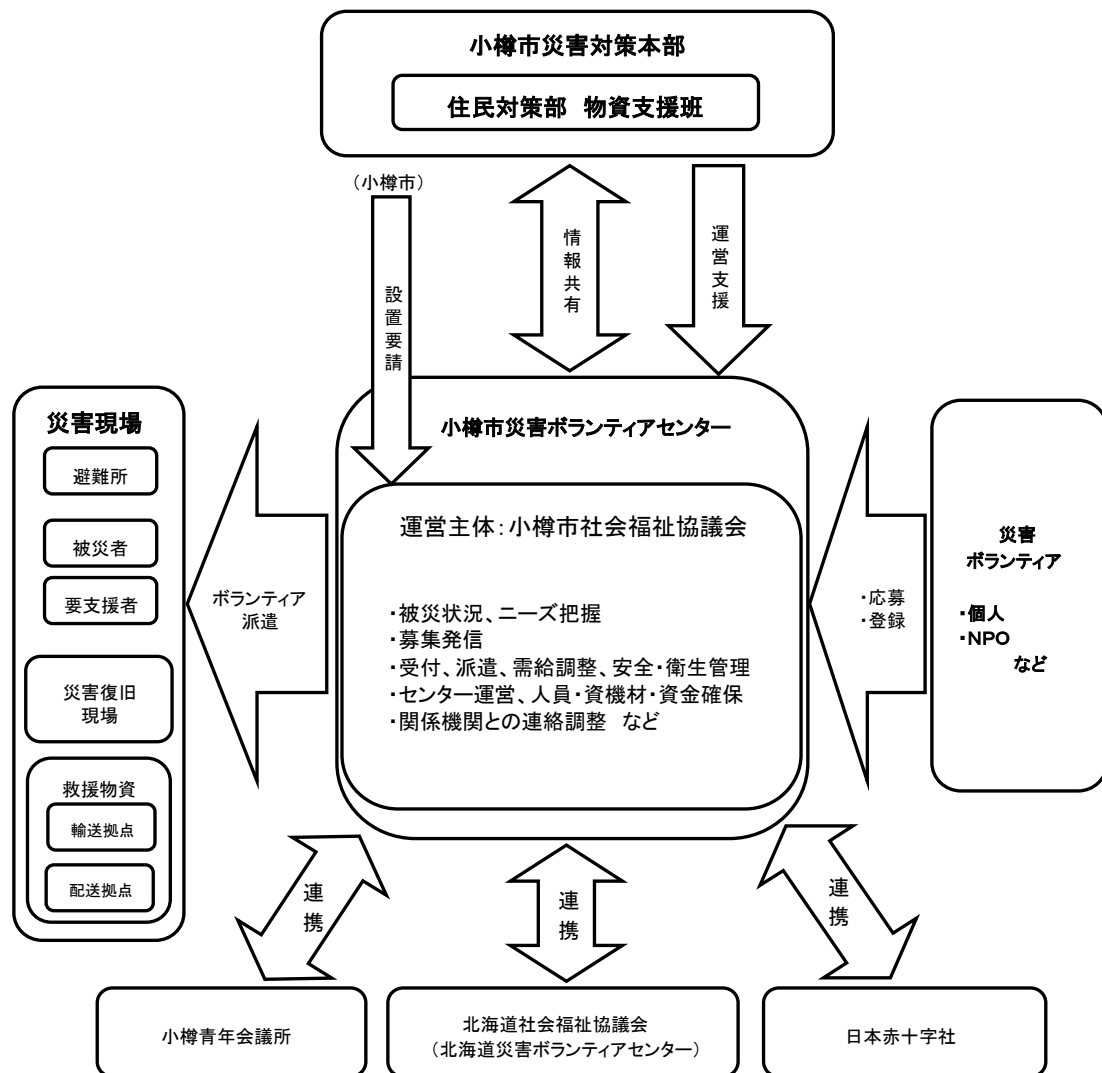 小樽市災害対策本部
住民対策部　物資支援班
（小樽市）
設置要請
情報共有
運営支援
災害現場
避難所
被災者
要支援者
災害復旧
現場
救援物資
輸送拠点
配送拠点
ボランティア
派遣
小樽市災害ボランティアセンター
運営主体：小樽市社会福祉協議会
・被災状況、ニーズ把握
・募集発信
・受付、派遣、需給調整、安全・衛生管理
・センター運営、人員・資機材・資金確保
・関係機関との連絡調整　など
・応募
・登録
災害
ボランティア
・個人
・NPO
など
連携
連携
連携
小樽青年会議所
北海道社会福祉協議会
（北海道災害ボランティアセンター）
日本赤十字社